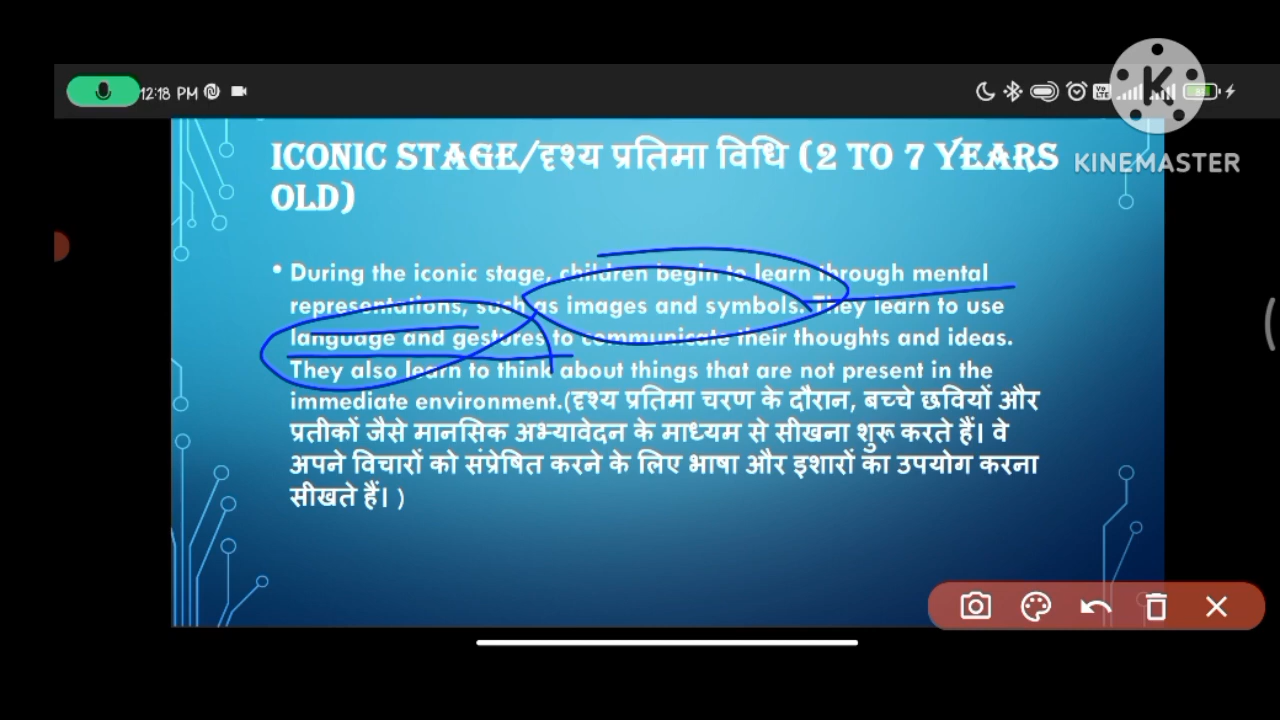 12:18 PM
KINEMASTER
ICONIC STAGE/दृश्य प्रतिमा विधि (2 TO 7 YEARS
OLD)
• During the iconic stage, children begin to learn through mental
representations, such as images and symbols. They learn to use
language and gestures to communicate their thoughts and ideas.
They also learn to think about things that are not present in the
immediate environment.(दृश्य प्रतिमा चरण के दौरान, बच्चे छवियों और
प्रतीकों जैसे मानसिक अभ्यावेदन के माध्यम से सीखना शुरू करते हैं। वे
अपने विचारों को संप्रेषित करने के लिए भाषा और इशारों का उपयोग करना
सीखते हैं। )